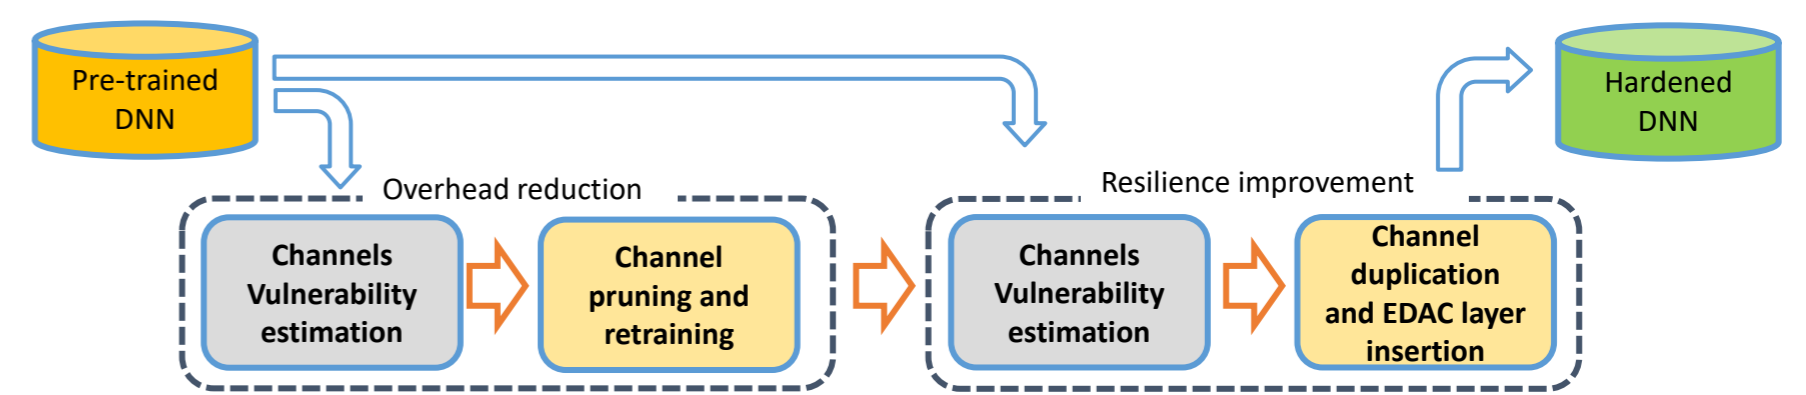 Pre-trained
DNN
Hardened
DNN
Overhead reduction
Channels
Vulnerability
estimation
Channel
pruning and
retraining
Resilience improvement
Channels
Vulnerability
estimation
Channel
duplication
and EDAC layer
insertion